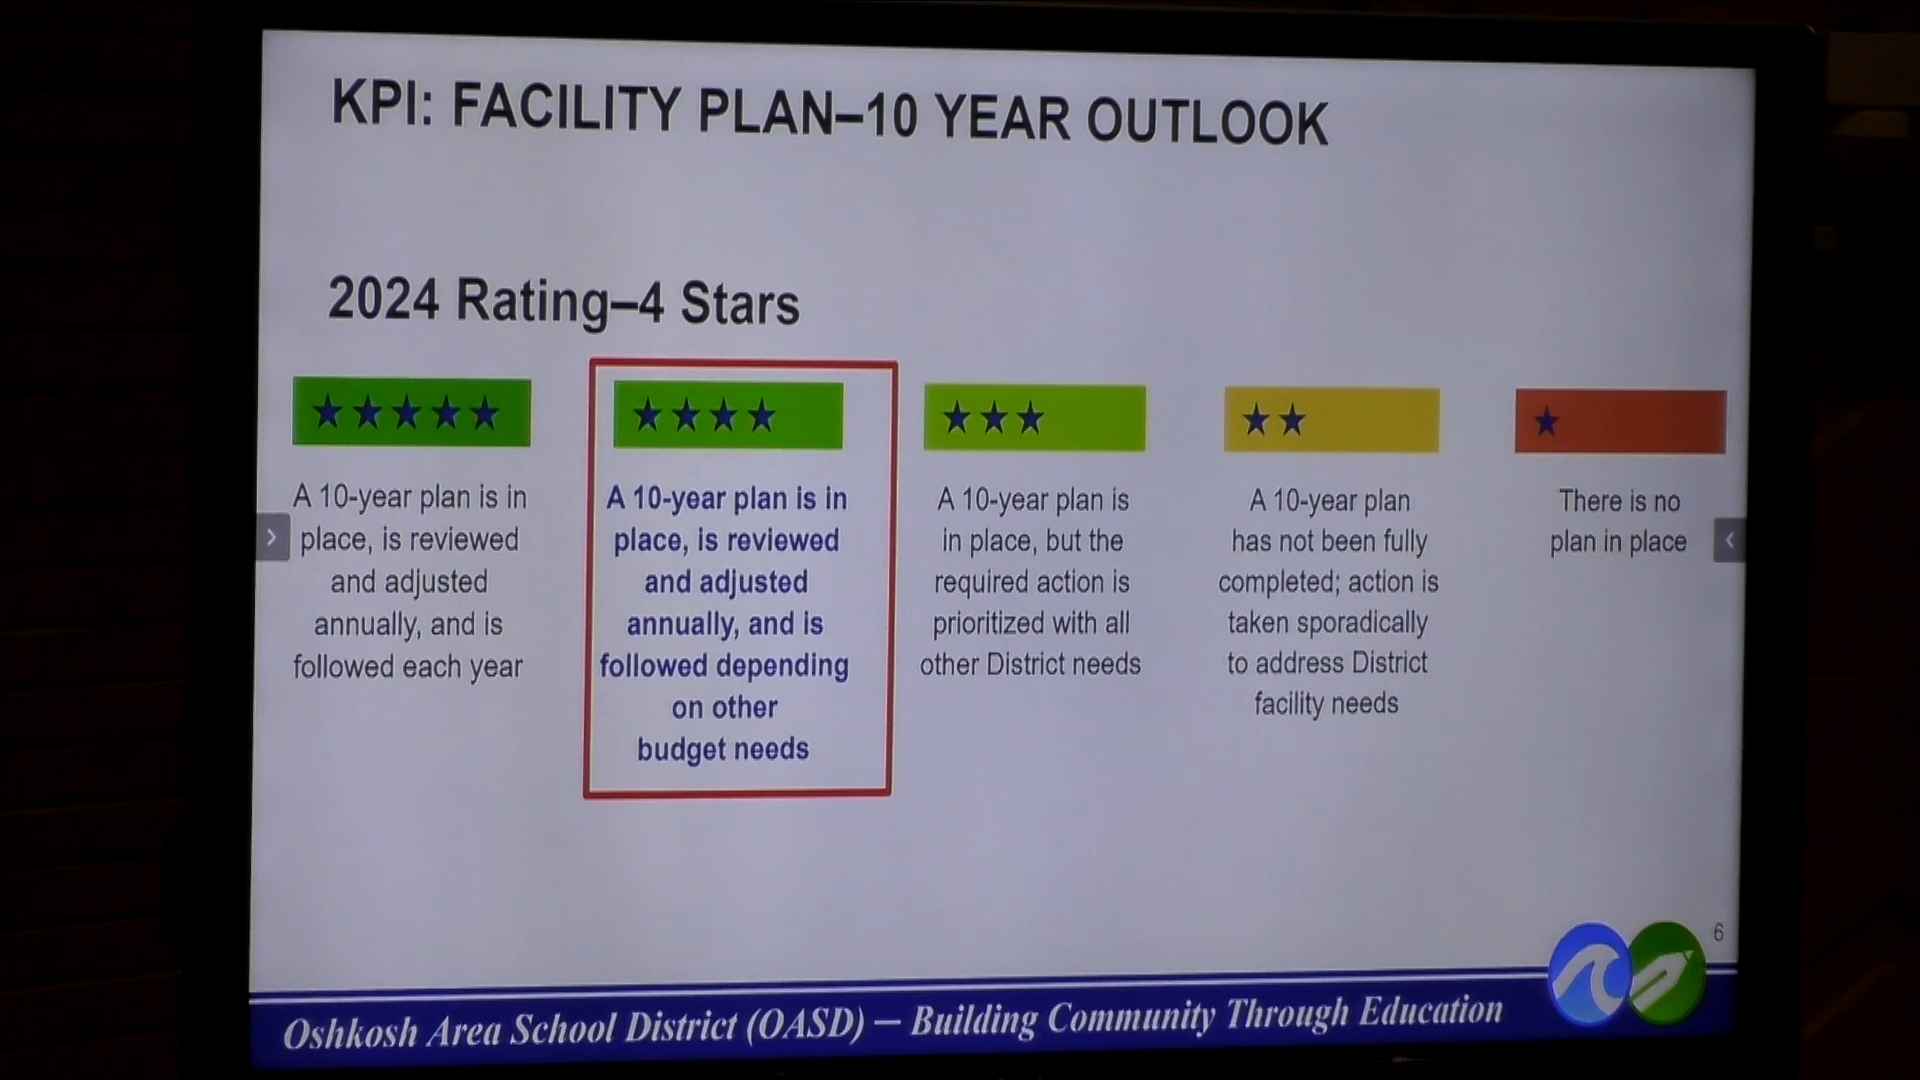 KPI: FACILITY PLAN–10 YEAR OUTLOOK
2024 Rating–4 Stars
A 10-year plan is in
place, is reviewed
and adjusted
annually, and is
followed each year
A 10-year plan is in
place, is reviewed
and adjusted
annually, and is
followed depending
on other
budget needs
A 10-year plan is
in place, but the
required action is
prioritized with all
other District needs
A 10-year plan
has not been fully
completed; action is
taken sporadically
to address District
facility needs
There is no
plan in place
6
Oshkosh Area School District (OASD) — Building Community Through Education